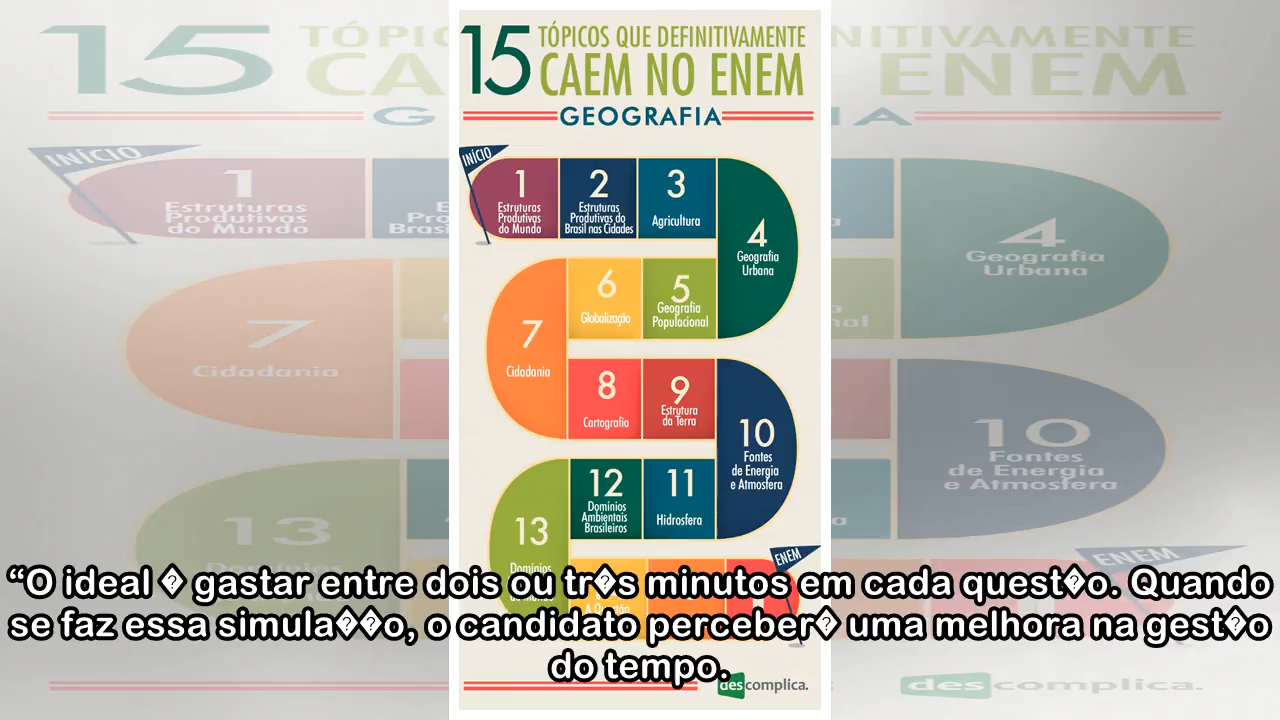 15 TÓPICOS QUE DEFINITIVAMENTE
CAEM NO ENEM
GEOGRAFIA
INÍCIO
1
Estruturas
Produtivas
do Mundo
2
Estruturas
Produtivas do
Brasil nas Cidades
3
Agricultura
4
Geografia
Urbana
5
Geografia
Populacional
6
Globalização
7
Cidadania
8
Cartografia
9
Estrutura
da Terra
10
Fontes
de Energia
e Atmosfera
11
Hidrosfera
12
Domínios
Ambientais
Brasileiros
13
Domínios
ENEM
“O ideal � gastar entre dois ou tr�s minutos em cada quest�o. Quando
se faz essa simula��o, o candidato perceber� uma melhora na gest�o
do tempo.
descomplica.